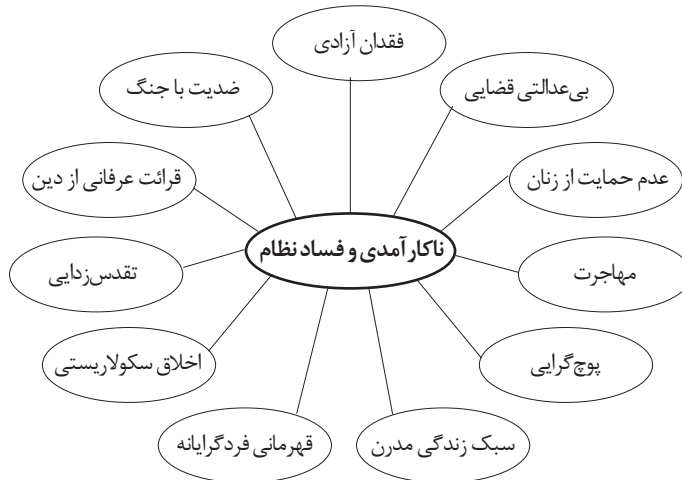 فقدان آزادی
بی‌عدالتی قضایی
ضدیت با جنگ
عدم حمایت از زنان
قرائت عرفانی از دین
ناکارآمدی و فساد نظام
مهاجرت
تقدس‌زدایی
پوچ‌گرایی
اخلاق سکولاریستی
سبک زندگی مدرن
قهرمانی فردگرایانه